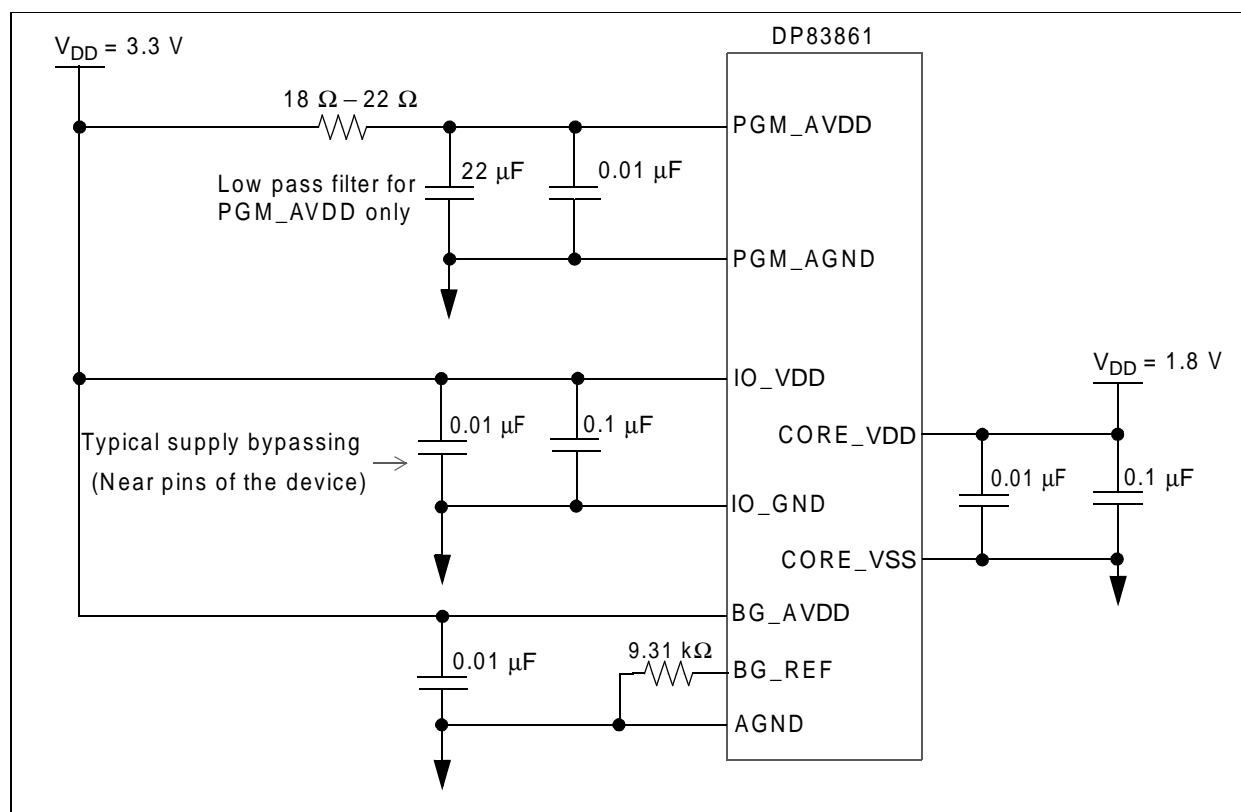 DP83861
V_DD = 3.3 V
18 Ω – 22 Ω
PGM_AVDD
22 μF
0.01 μF
Low pass filter for
PGM_AVDD only
PGM_AGND
V_DD = 1.8 V
IO_VDD
0.01 μF
0.1 μF
CORE_VDD
Typical supply bypassing
(Near pins of the device)
0.01 μF
0.1 μF
IO_GND
CORE_VSS
BG_AVDD
9.31 kΩ
0.01 μF
BG_REF
AGND